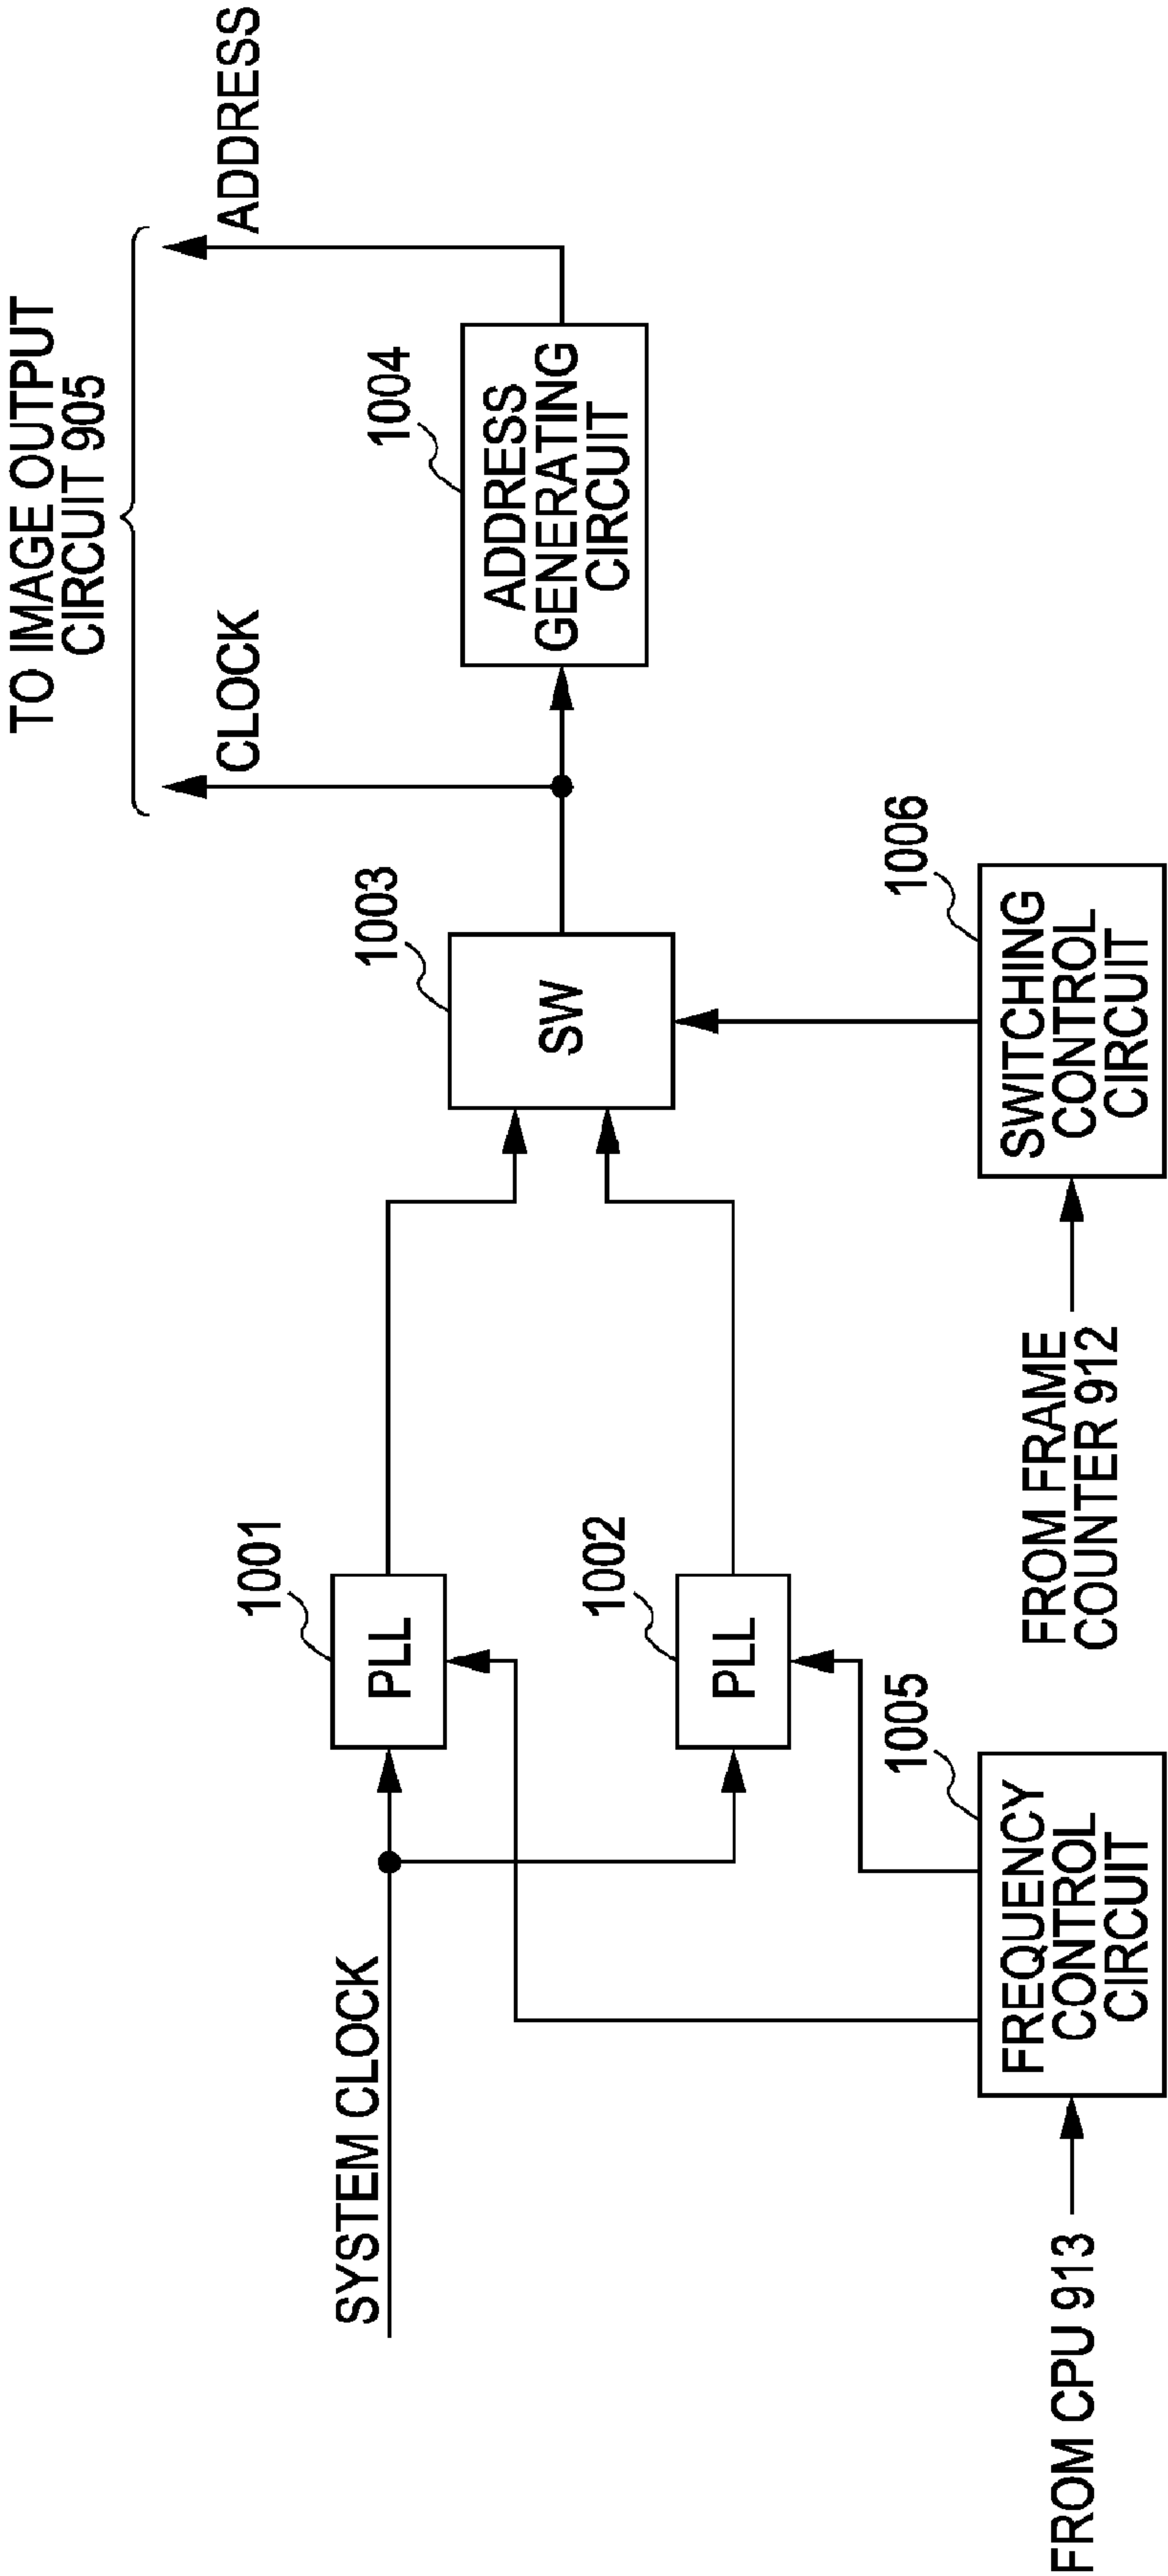 TO IMAGE OUTPUT
CIRCUIT 905
CLOCK
ADDRESS
1004
ADDRESS
GENERATING
CIRCUIT
1003
SW
1001
PLL
1002
PLL
SYSTEM CLOCK
1005
FREQUENCY
CONTROL
CIRCUIT
FROM CPU 913
1006
SWITCHING
CONTROL
CIRCUIT
FROM FRAME
COUNTER 912